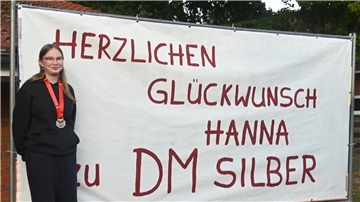 HERZLICHEN
GLÜCKWUNSCH
HANNA
zu DM SILBER